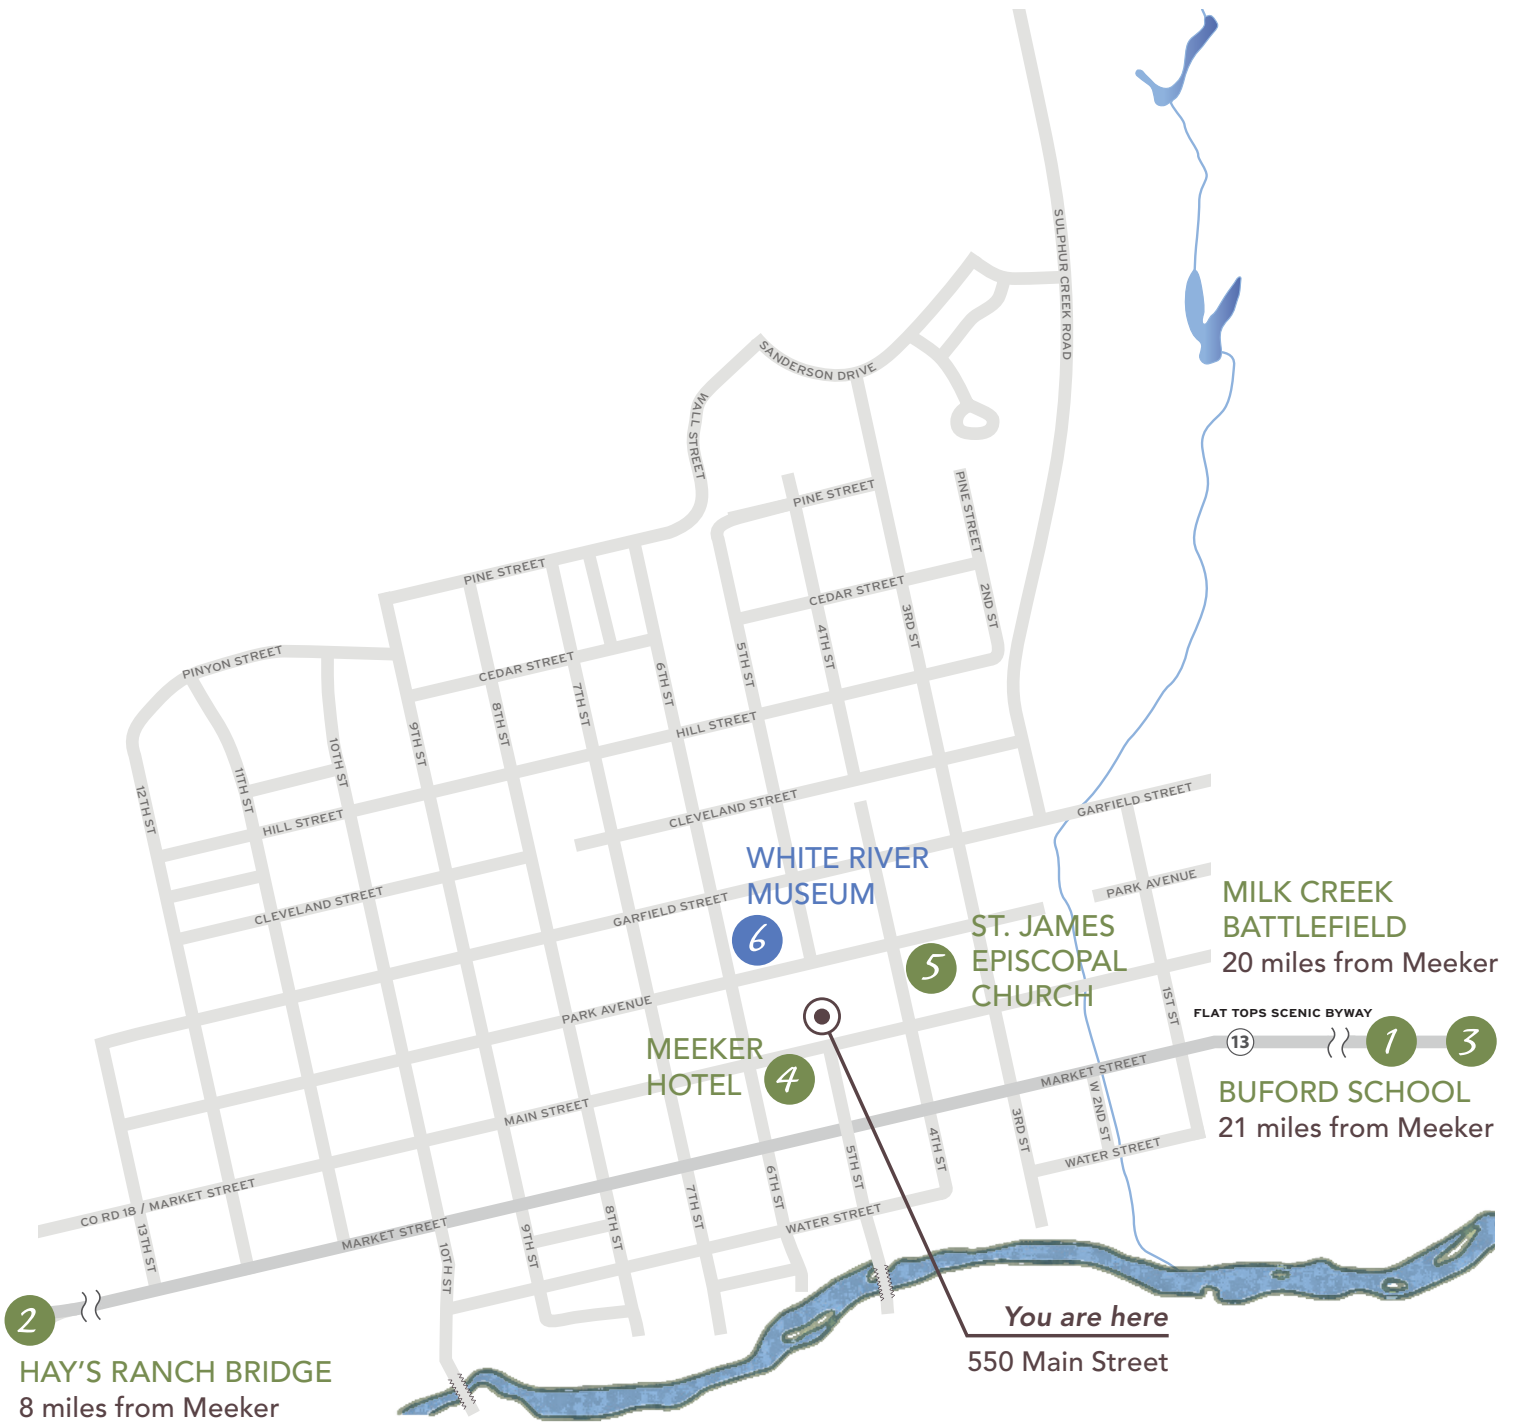 SULPHUR CREEK ROAD
SANDERSON DRIVE
WALL STREET
PINE STREET
PINE STREET
PINE STREET
CEDAR STREET
2ND ST
3RD ST
4TH ST
5TH ST
6TH ST
CEDAR STREET
7TH ST
8TH ST
9TH ST
PINYON STREET
10TH ST
11TH ST
12TH ST
HILL STREET
HILL STREET
CLEVELAND STREET
CLEVELAND STREET
GARFIELD STREET
GARFIELD STREET
PARK AVENUE
PARK AVENUE
WHITE RIVER
MUSEUM
6
ST. JAMES
EPISCOPAL
CHURCH
5
MILK CREEK
BATTLEFIELD
20 miles from Meeker
FLAT TOPS SCENIC BYWAY
13
1
3
BUFORD SCHOOL
21 miles from Meeker
1ST ST
MEEKER
HOTEL
4
MAIN STREET
MARKET STREET
W 2ND ST
3RD ST
WATER STREET
4TH ST
5TH ST
6TH ST
7TH ST
8TH ST
9TH ST
10TH ST
WATER STREET
CO RD 18 / MARKET STREET
13TH ST
MARKET STREET
2
HAY'S RANCH BRIDGE
8 miles from Meeker
You are here
550 Main Street